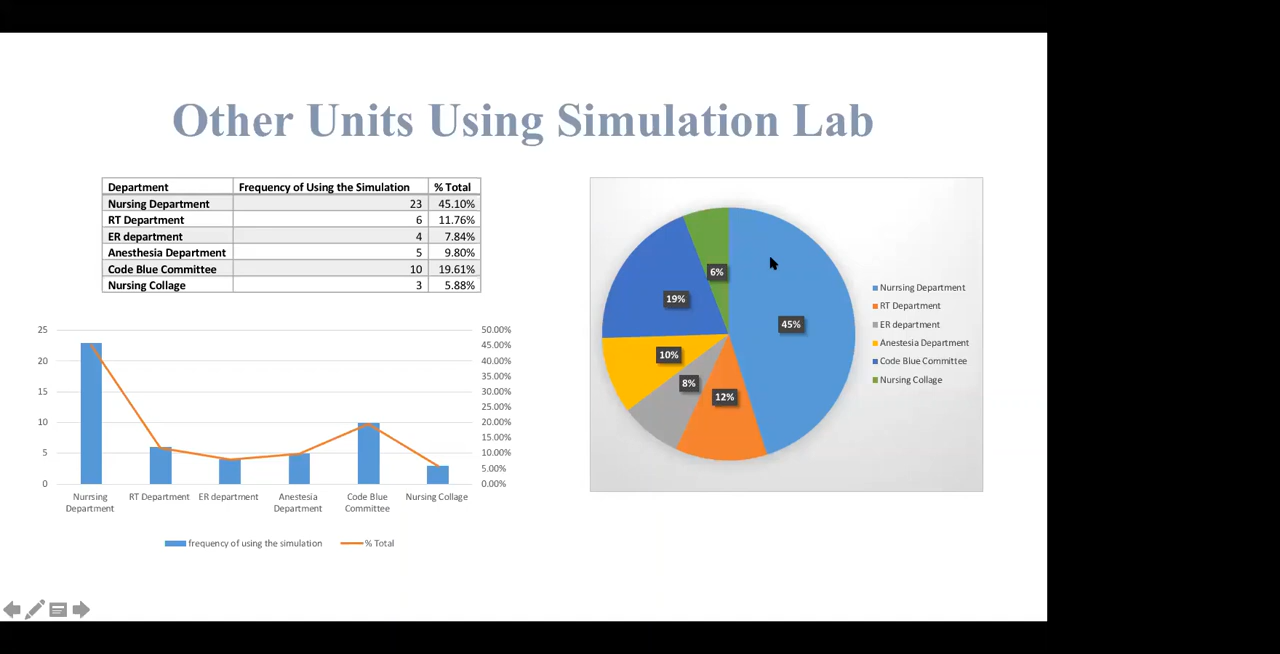 Other Units Using Simulation Lab
Department Frequency of Using the Simulation % Total
Nursing Department 23 45.10%
RT Department 6 11.76%
ER department 4 7.84%
Anesthesia Department 5 9.80%
Code Blue Committee 10 19.61%
Nursing Collage 3 5.88%
25
20
15
10
5
0
50.00%
45.00%
40.00%
35.00%
30.00%
25.00%
20.00%
15.00%
10.00%
5.00%
0.00%
Nurrsing Department
RT Department
ER department
Anestesia Department
Code Blue Committee
Nursing Collage
frequency of using the simulation
% Total
6%
19%
45%
10%
8%
12%
Nurrsing Department
RT Department
ER department
Anestesia Department
Code Blue Committee
Nursing Collage